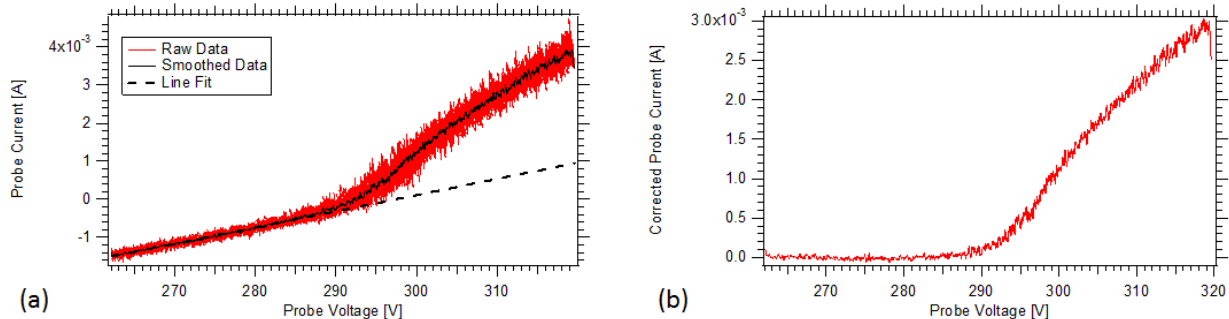 4x10⁻³
3
2
1
0
-1
Probe Current [A]
Raw Data
Smoothed Data
Line Fit
270
280
290
300
310
Probe Voltage [V]
(a)
3.0x10⁻³
2.5
2.0
1.5
1.0
0.5
0.0
Corrected Probe Current [A]
270
280
290
300
310
320
Probe Voltage [V]
(b)